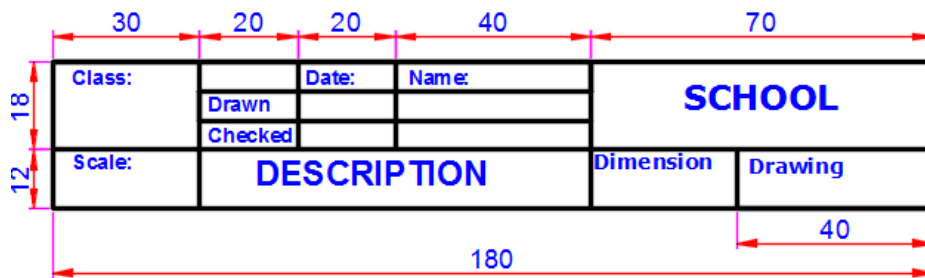 30 20 20 40 70
Class: Date: Name: SCHOOL
18
Drawn
Checked
12
Scale: DESCRIPTION Dimension Drawing
40
180